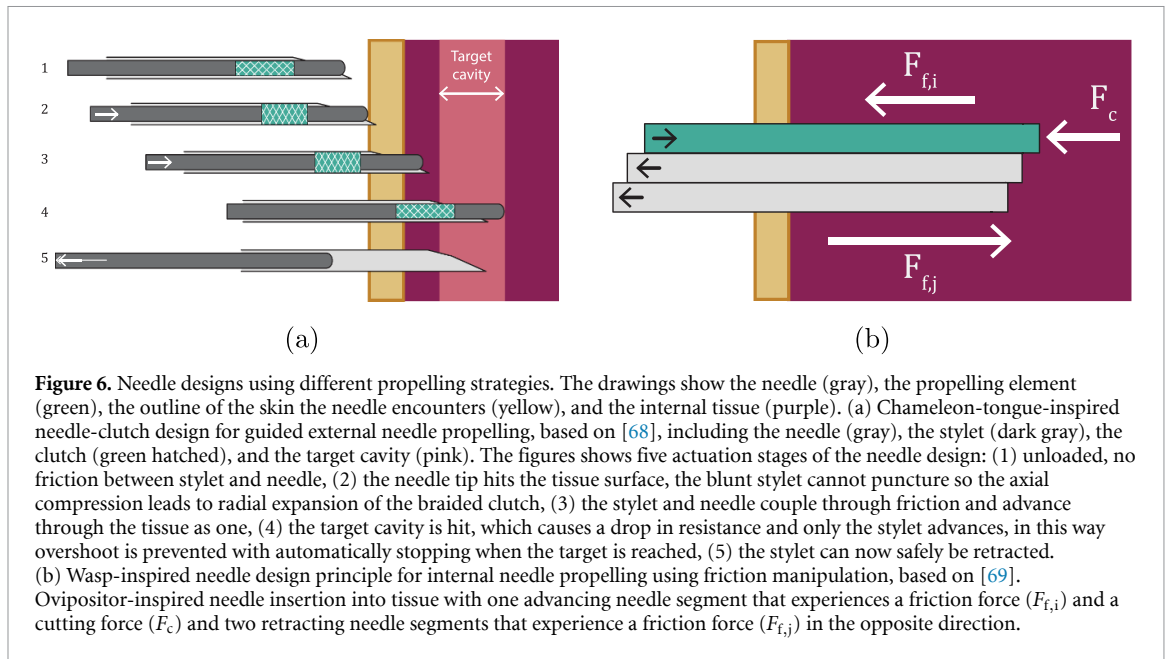 Target
cavity
1
2
3
4
5
F_f,i
F_c
F_f,j
(a)
(b)
Figure 6. Needle designs using different propelling strategies. The drawings show the needle (gray), the propelling element
(green), the outline of the skin the needle encounters (yellow), and the internal tissue (purple). (a) Chameleon-tongue-inspired
needle-clutch design for guided external needle propelling, based on [68], including the needle (gray), the stylet (dark gray), the
clutch (green hatched), and the target cavity (pink). The figures shows five actuation stages of the needle design: (1) unloaded, no
friction between stylet and needle, (2) the needle tip hits the tissue surface, the blunt stylet cannot puncture so the axial
compression leads to radial expansion of the braided clutch, (3) the stylet and needle couple through friction and advance
through the tissue as one, (4) the target cavity is hit, which causes a drop in resistance and only the stylet advances, in this way
overshoot is prevented with automatically stopping when the target is reached, (5) the stylet can now safely be retracted.
(b) Wasp-inspired needle design principle for internal needle propelling using friction manipulation, based on [69].
Ovipositor-inspired needle insertion into tissue with one advancing needle segment that experiences a friction force (F_f,i) and a
cutting force (F_c) and two retracting needle segments that experience a friction force (F_f,j) in the opposite direction.